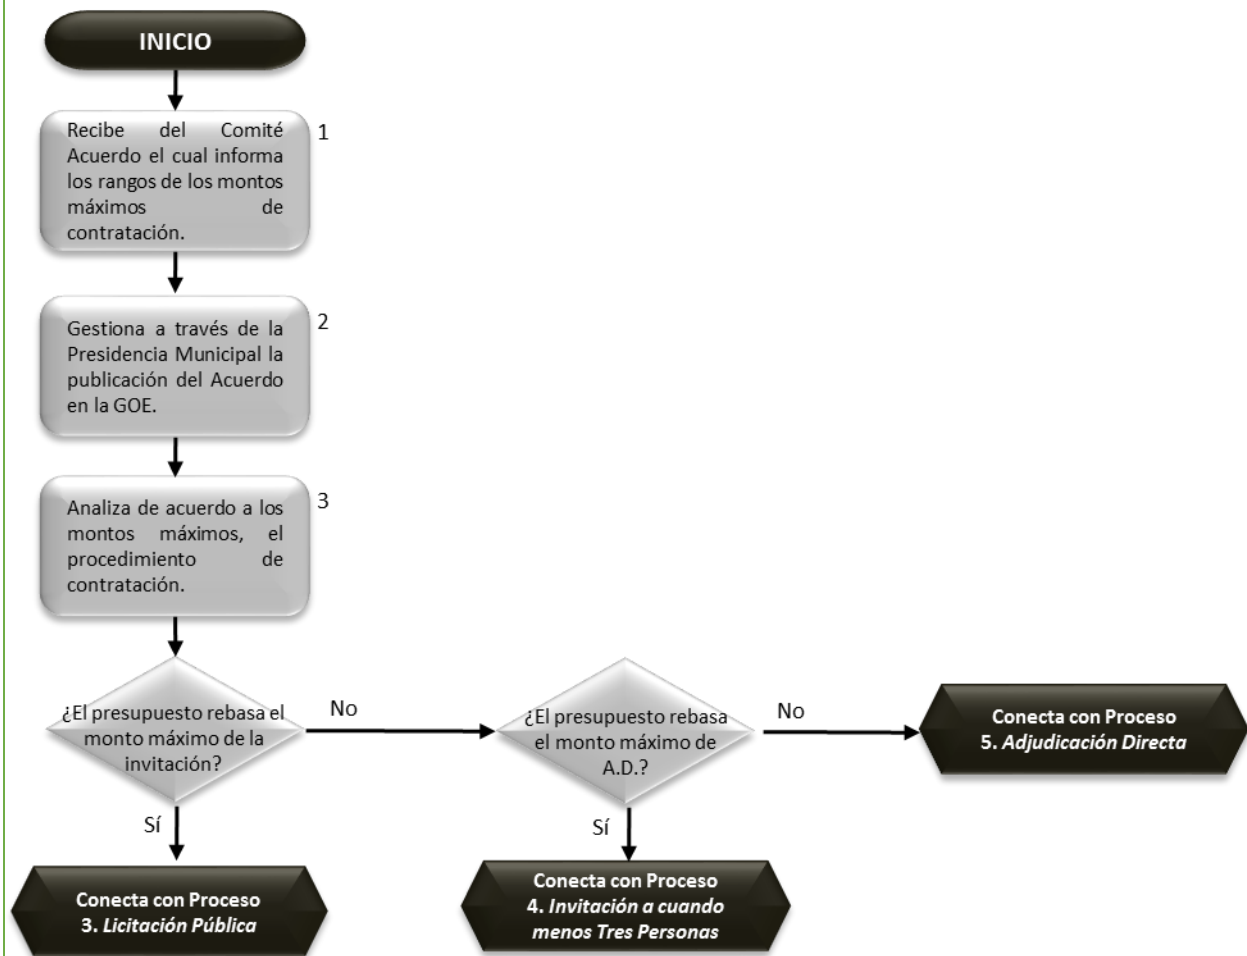 INICIO
Recibe del Comité
Acuerdo el cual informa
los rangos de los montos
máximos de
contratación.
1
Gestiona a través de la
Presidencia Municipal la
publicación del Acuerdo
en la GOE.
2
Analiza de acuerdo a los
montos máximos, el
procedimiento de
contratación.
3
¿El presupuesto rebasa el
monto máximo de la
invitación?
No
¿El presupuesto rebasa
el monto máximo de
A.D.?
No
Conecta con Proceso
5. Adjudicación Directa
Sí
Sí
Conecta con Proceso
3. Licitación Pública
Conecta con Proceso
4. Invitación a cuando
menos Tres Personas